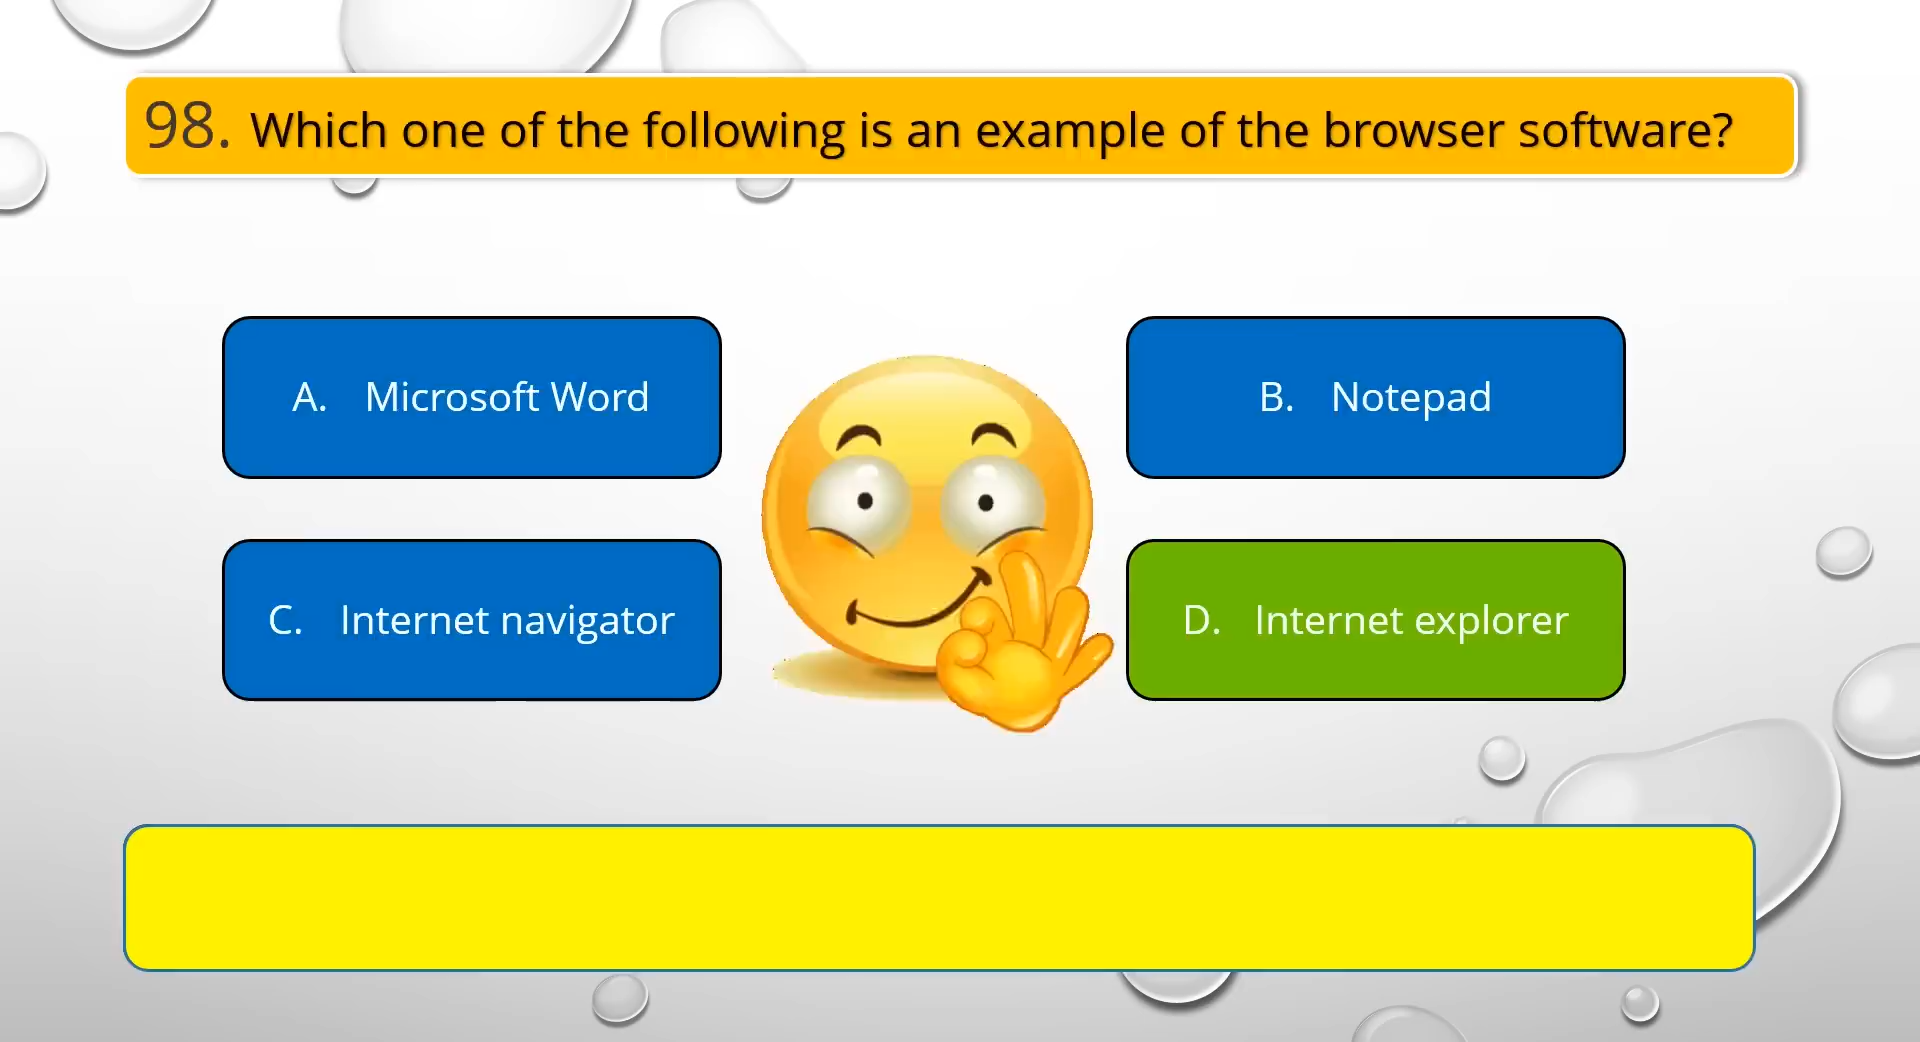 98. Which one of the following is an example of the browser software?
A. Microsoft Word
B. Notepad
C. Internet navigator
D. Internet explorer